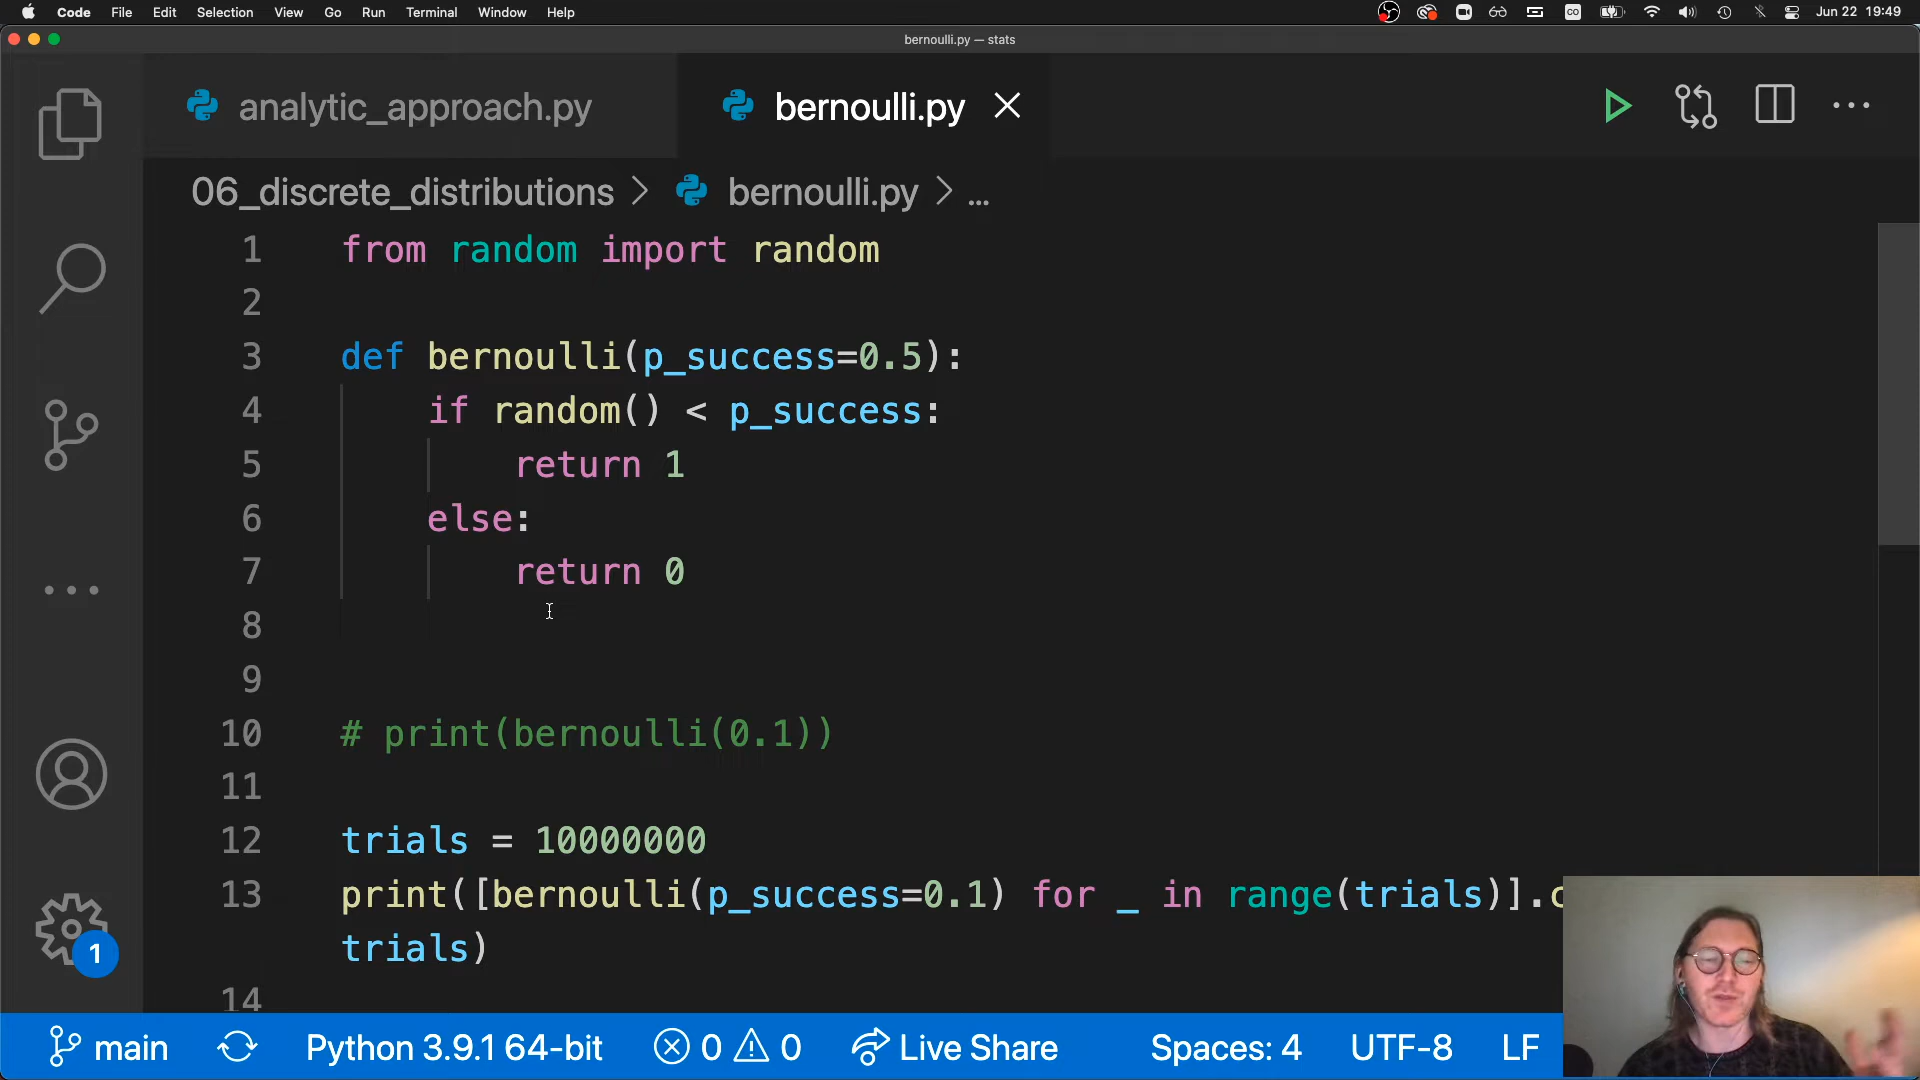 Code File Edit Selection View Go Run Terminal Window Help Jun 22 19:49
bernoulli.py — stats
analytic_approach.py bernoulli.py
06_discrete_distributions > bernoulli.py > ...
1 from random import random
2
3 def bernoulli(p_success=0.5):
4 if random() < p_success:
5 return 1
6 else:
7 return 0
8
9
10 # print(bernoulli(0.1))
11
12 trials = 10000000
13 print([bernoulli(p_success=0.1) for _ in range(trials)].c
trials)
14
1
main Python 3.9.1 64-bit 0 0 Live Share Spaces: 4 UTF-8 LF